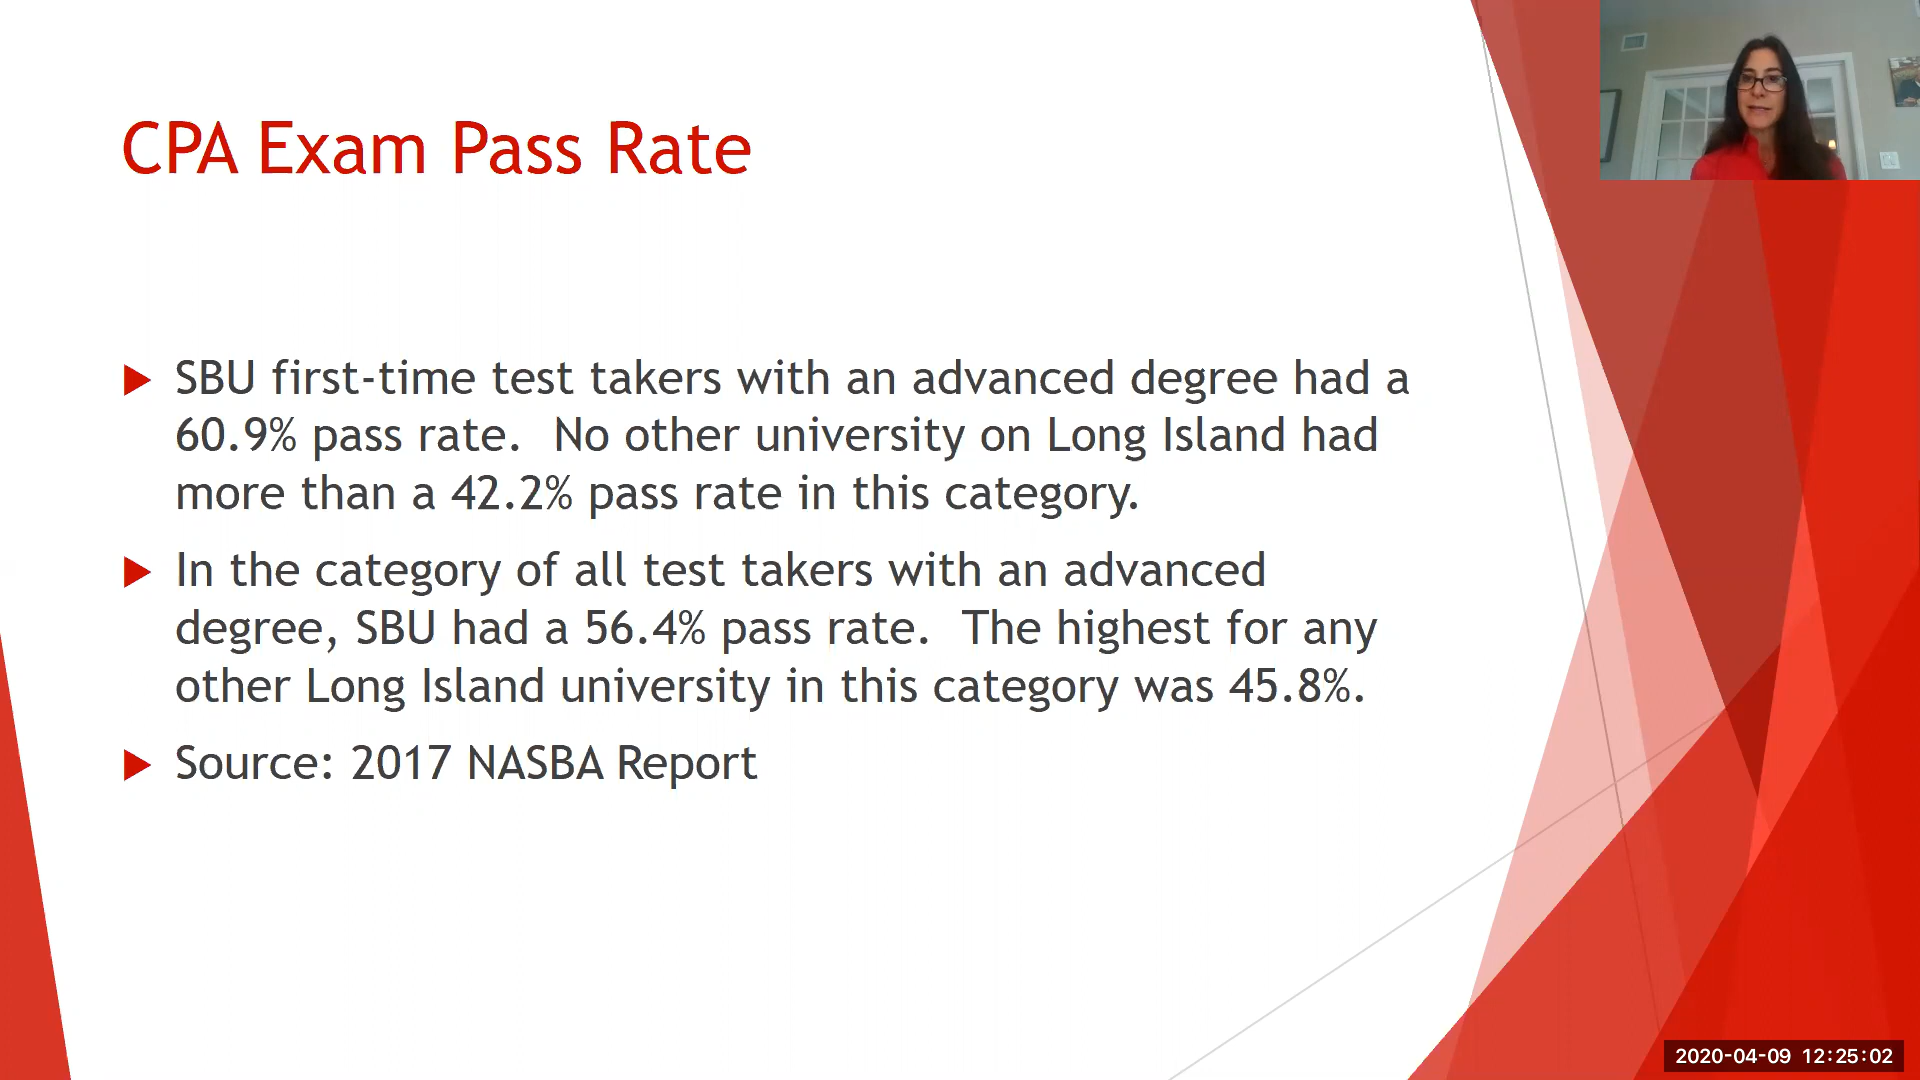 CPA Exam Pass Rate
SBU first-time test takers with an advanced degree had a
60.9% pass rate.  No other university on Long Island had
more than a 42.2% pass rate in this category.
In the category of all test takers with an advanced
degree, SBU had a 56.4% pass rate.  The highest for any
other Long Island university in this category was 45.8%.
Source: 2017 NASBA Report
2020-04-09 12:25:02